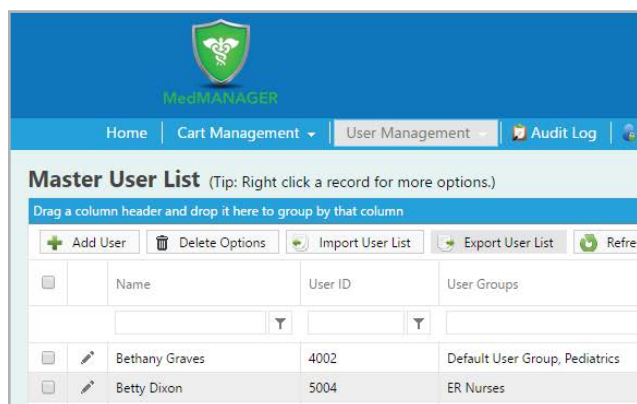 MedMANAGER
Home Cart Management User Management Audit Log
Master User List (Tip: Right click a record for more options.)
Drag a column header and drop it here to group by that column
Add User Delete Options Import User List Export User List Refre
Name User ID User Groups
Bethany Graves 4002 Default User Group, Pediatrics
Betty Dixon 5004 ER Nurses